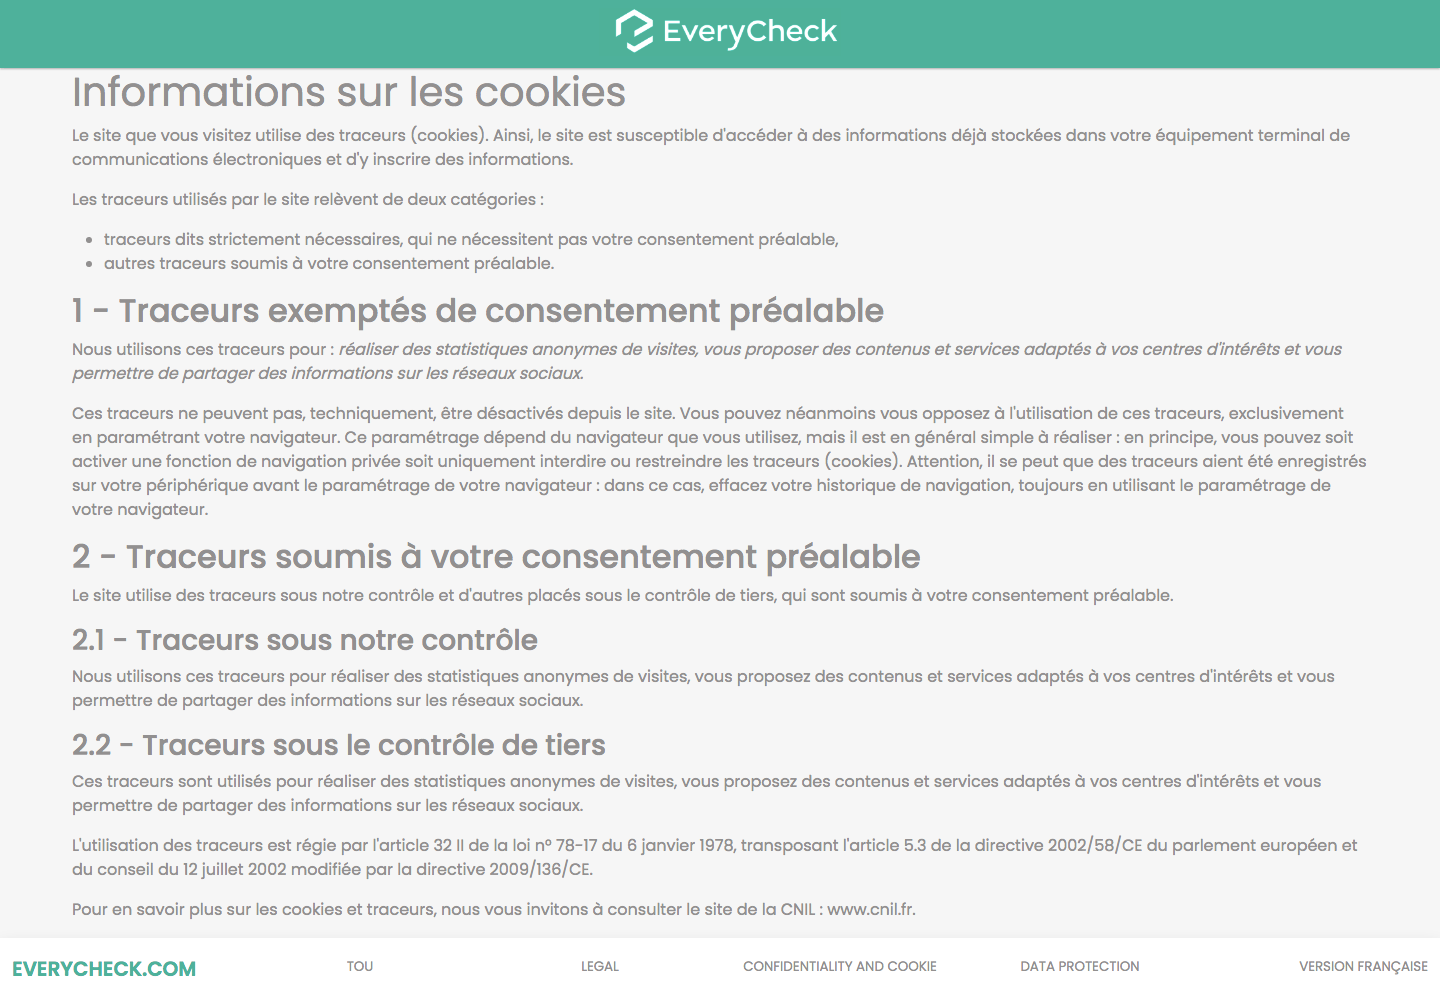 EveryCheck
Informations sur les cookies
Le site que vous visitez utilise des traceurs (cookies). Ainsi, le site est susceptible d'accéder à des informations déjà stockées dans votre équipement terminal de
communications électroniques et d'y inscrire des informations.
Les traceurs utilisés par le site relèvent de deux catégories :
• traceurs dits strictement nécessaires, qui ne nécessitent pas votre consentement préalable,
• autres traceurs soumis à votre consentement préalable.
1 - Traceurs exemptés de consentement préalable
Nous utilisons ces traceurs pour : réaliser des statistiques anonymes de visites, vous proposer des contenus et services adaptés à vos centres d'intérêts et vous
permettre de partager des informations sur les réseaux sociaux.
Ces traceurs ne peuvent pas, techniquement, être désactivés depuis le site. Vous pouvez néanmoins vous opposez à l'utilisation de ces traceurs, exclusivement
en paramétrant votre navigateur. Ce paramétrage dépend du navigateur que vous utilisez, mais il est en général simple à réaliser : en principe, vous pouvez soit
activer une fonction de navigation privée soit uniquement interdire ou restreindre les traceurs (cookies). Attention, il se peut que des traceurs aient été enregistrés
sur votre périphérique avant le paramétrage de votre navigateur : dans ce cas, effacez votre historique de navigation, toujours en utilisant le paramétrage de
votre navigateur.
2 - Traceurs soumis à votre consentement préalable
Le site utilise des traceurs sous notre contrôle et d'autres placés sous le contrôle de tiers, qui sont soumis à votre consentement préalable.
2.1 - Traceurs sous notre contrôle
Nous utilisons ces traceurs pour réaliser des statistiques anonymes de visites, vous proposez des contenus et services adaptés à vos centres d'intérêts et vous
permettre de partager des informations sur les réseaux sociaux.
2.2 - Traceurs sous le contrôle de tiers
Ces traceurs sont utilisés pour réaliser des statistiques anonymes de visites, vous proposez des contenus et services adaptés à vos centres d'intérêts et vous
permettre de partager des informations sur les réseaux sociaux.
L'utilisation des traceurs est régie par l'article 32 II de la loi n° 78-17 du 6 janvier 1978, transposant l'article 5.3 de la directive 2002/58/CE du parlement européen et
du conseil du 12 juillet 2002 modifiée par la directive 2009/136/CE.
Pour en savoir plus sur les cookies et traceurs, nous vous invitons à consulter le site de la CNIL : www.cnil.fr.
EVERYCHECK.COM TOU LEGAL CONFIDENTIALITY AND COOKIE DATA PROTECTION VERSION FRANÇAISE